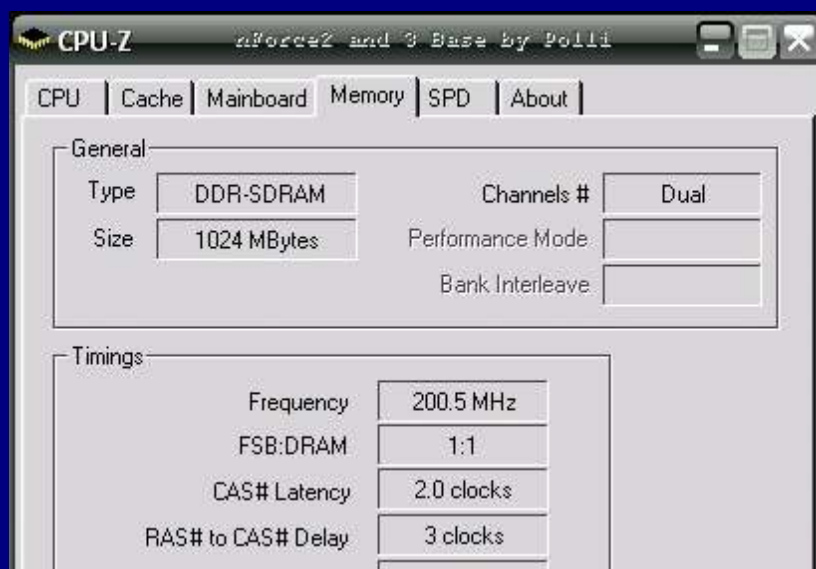 CPU-Z nForce2 and 3 Base by Polli
CPU Cache Mainboard Memory SPD About
General
Type DDR-SDRAM Channels # Dual
Size 1024 MBytes Performance Mode
Bank Interleave
Timings
Frequency 200.5 MHz
FSB:DRAM 1:1
CAS# Latency 2.0 clocks
RAS# to CAS# Delay 3 clocks